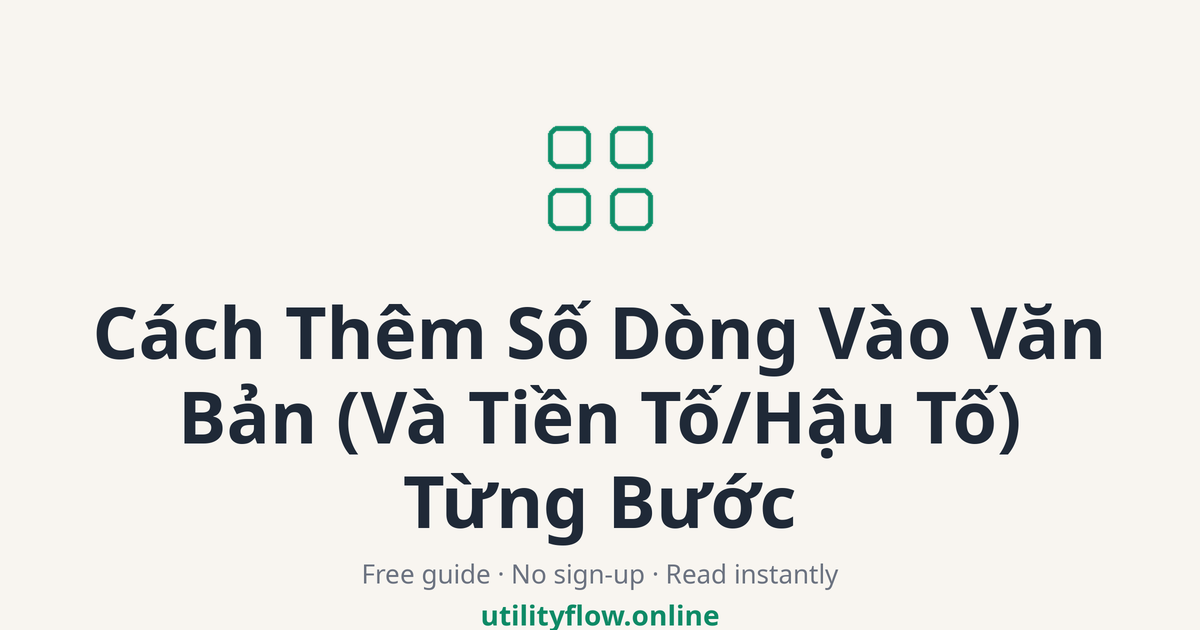 Cách Thêm Số Dòng Vào Văn
Bản (Và Tiền Tố/Hậu Tố)
Từng Bước
Free guide · No sign-up · Read instantly
utilityflow.online